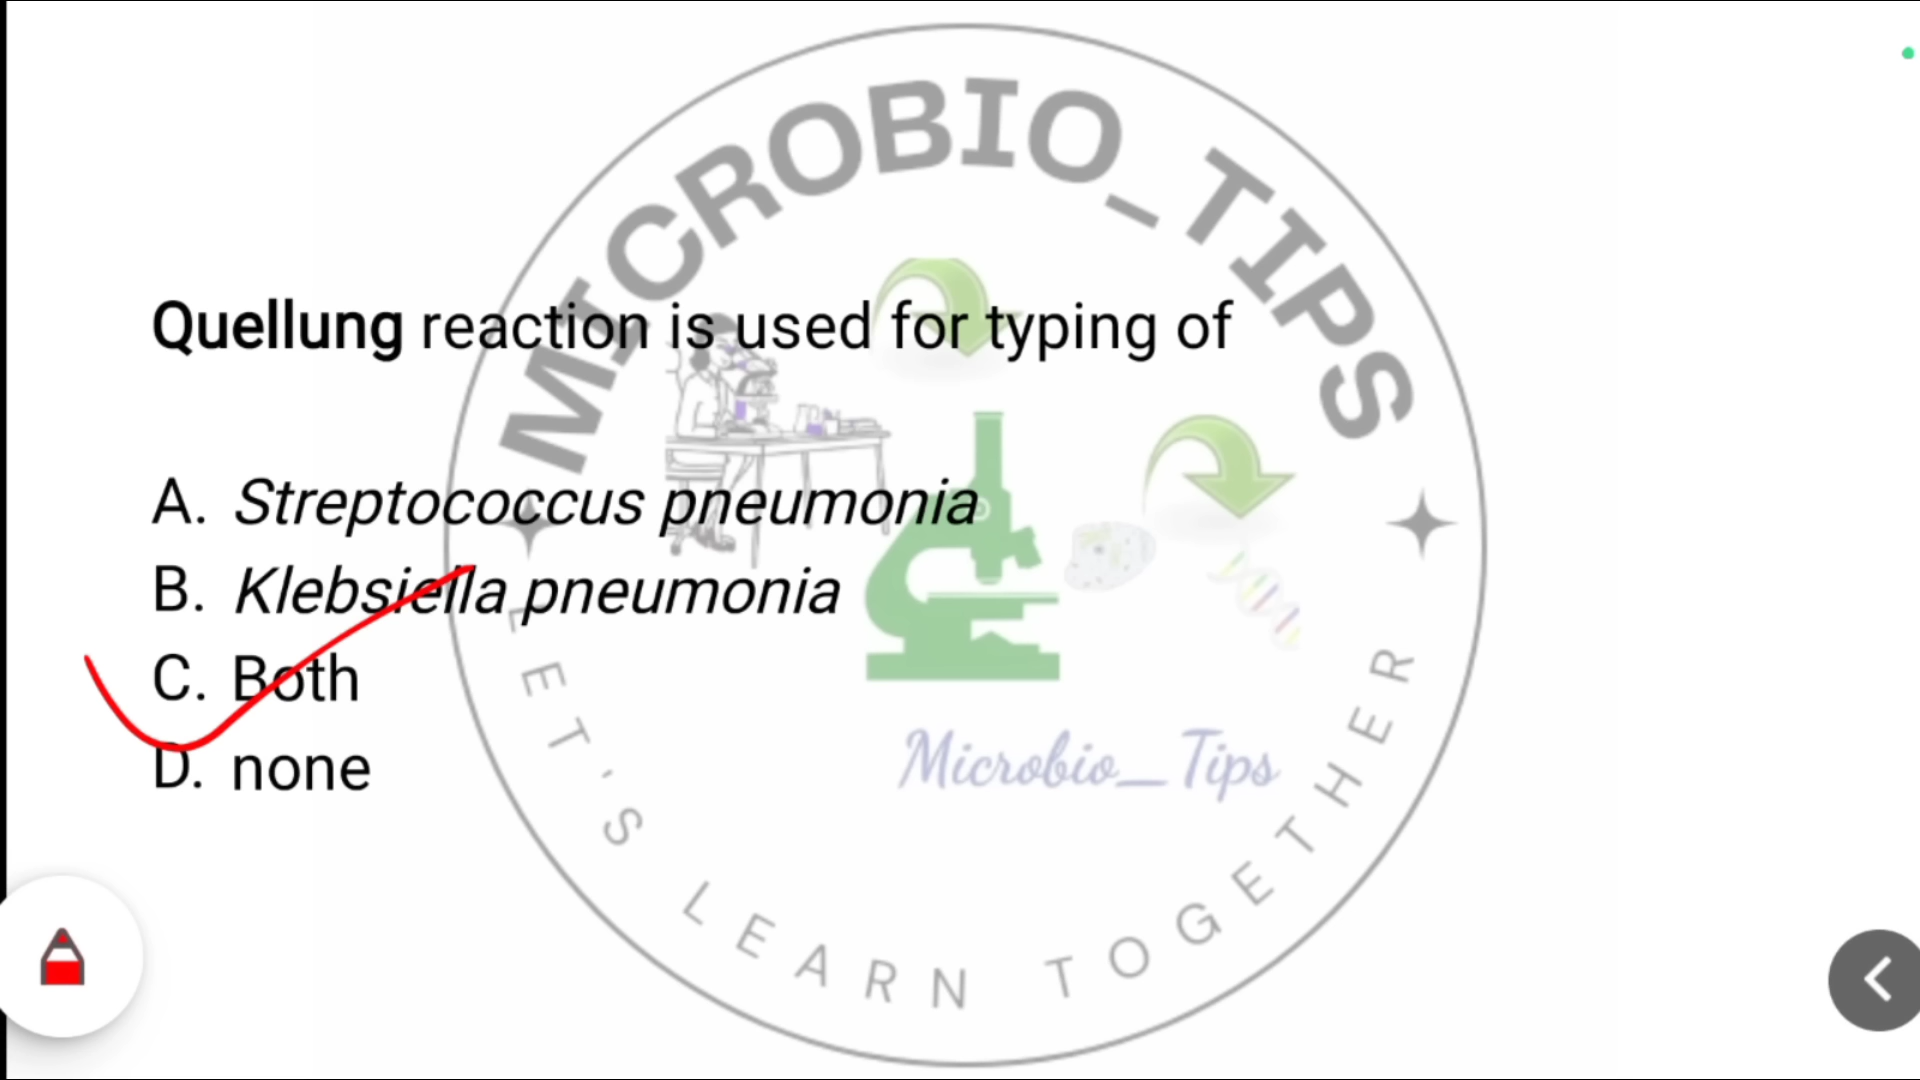 MICROBIO_TIPS
Quellung reaction is used for typing of
A. Streptococcus pneumonia
B. Klebsiella pneumonia
C. Both
D. none
Microbio_Tips
LET'S LEARN TOGETHER